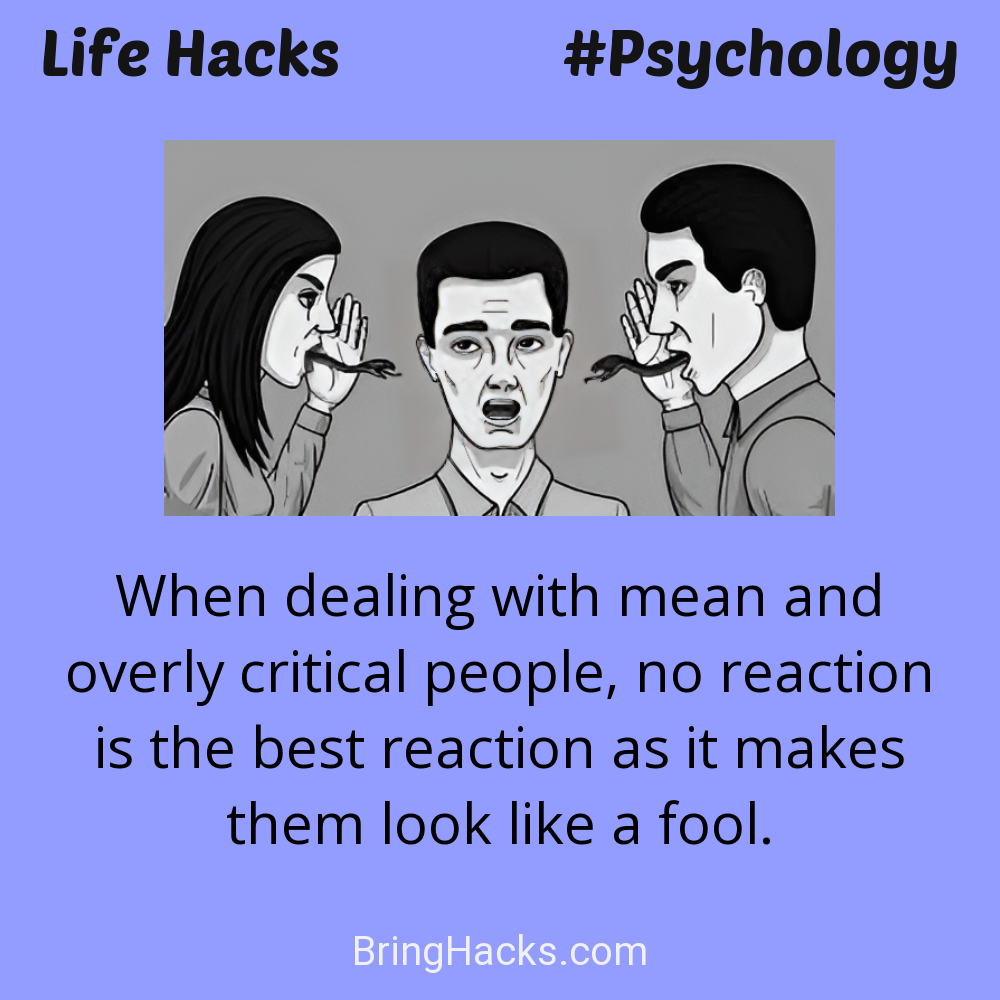 Life Hacks
#Psychology
When dealing with mean and
overly critical people, no reaction
is the best reaction as it makes
them look like a fool.
BringHacks.com